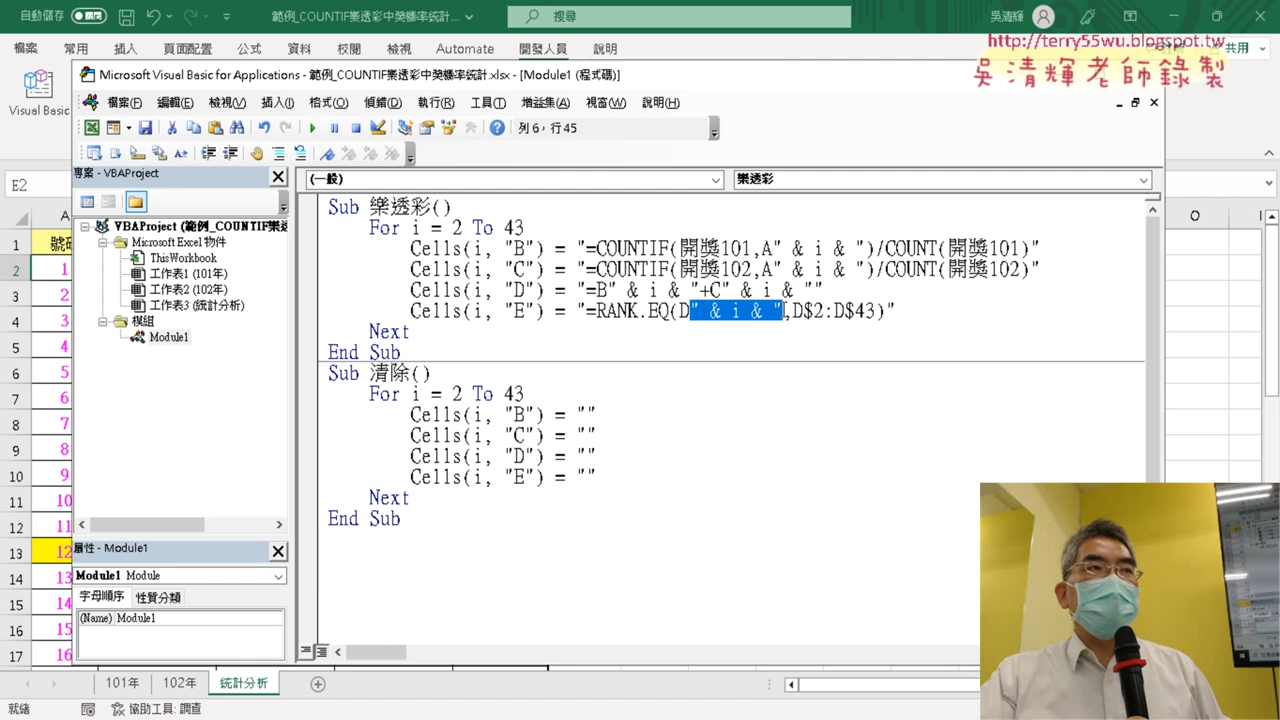 自動儲存
範例_COUNTIF樂透彩中獎機率統計....
搜尋
吳清輝
檔案
常用
插入
頁面配置
公式
資料
校閱
檢視
Automate
開發人員
說明
共用
http://terry55wu.blogspot.tw
吳清輝老師錄製
Visual Basic
Microsoft Visual Basic for Applications - 範例_COUNTIF樂透彩中獎機率統計.xlsx - [Module1 (程式碼)]
檔案(F) 編輯(E) 檢視(V) 插入(I) 格式(O) 偵錯(D) 執行(R) 工具(T) 增益集(A) 視窗(W) 說明(H)
列 6，行 45
專案 - VBAProject
VBAProject (範例_COUNTIF樂透
Microsoft Excel 物件
ThisWorkbook
工作表1 (101年)
工作表2 (102年)
工作表3 (統計分析)
模組
Module1
屬性 - Module1
Module1 Module
字母順序 性質分類
(Name) Module1
(一般)
樂透彩
Sub 樂透彩()
For i = 2 To 43
Cells(i, "B") = "=COUNTIF(開獎101,A" & i & ")/COUNT(開獎101)"
Cells(i, "C") = "=COUNTIF(開獎102,A" & i & ")/COUNT(開獎102)"
Cells(i, "D") = "=B" & i & "+C" & i & ""
Cells(i, "E") = "=RANK.EQ(D" & i & ",D$2:D$43)"
Next
End Sub
Sub 清除()
For i = 2 To 43
Cells(i, "B") = ""
Cells(i, "C") = ""
Cells(i, "D") = ""
Cells(i, "E") = ""
Next
End Sub
E2
A
O
1 號碼
2 1
3 2
4 3
5 4
6 5
7 6
8 7
9 8
10 9
11 10
12 11
13 12
14 13
15 14
16 15
17 16
101年
102年
統計分析
就緒
協助工具: 調查